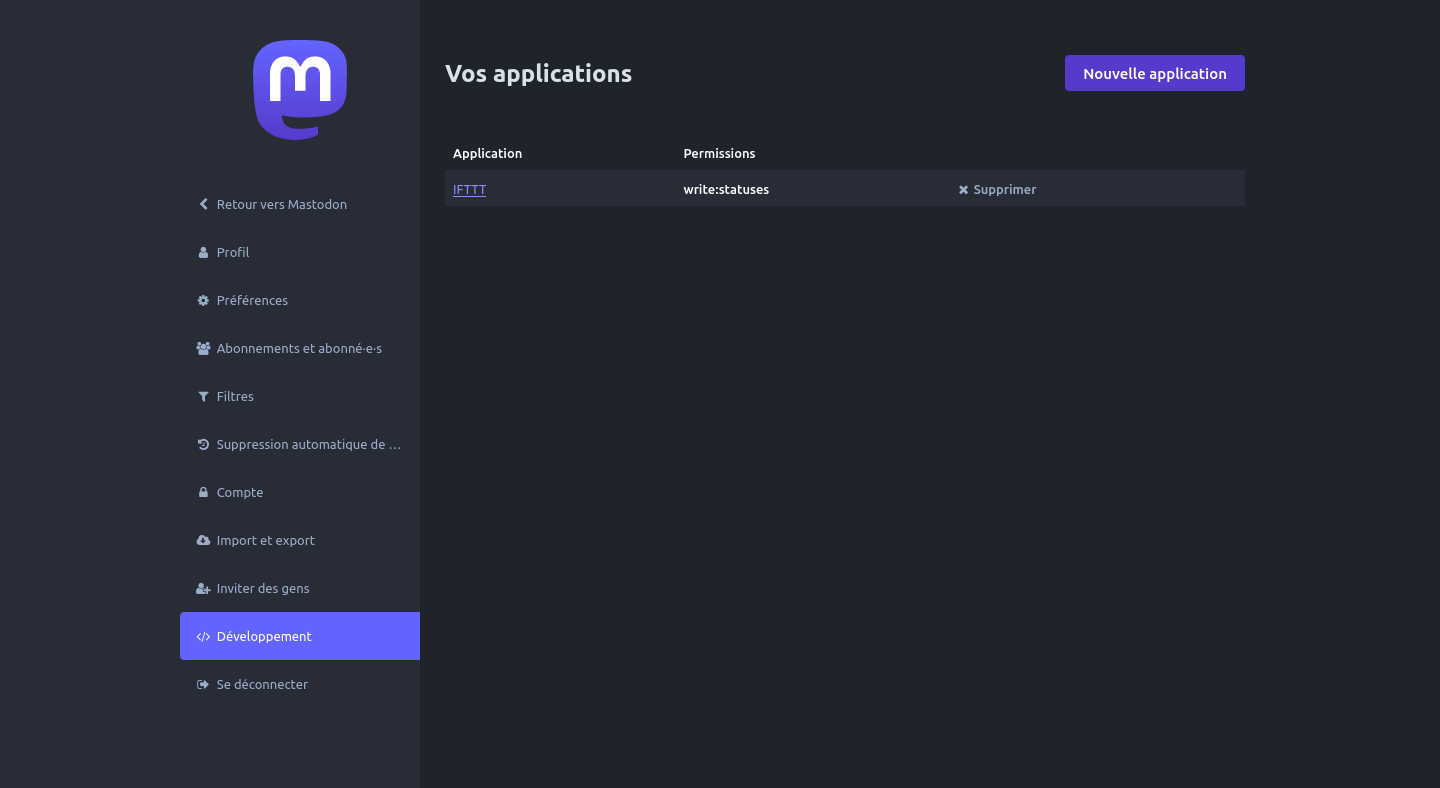 Retour vers Mastodon
Profil
Préférences
Abonnements et abonné·e·s
Filtres
Suppression automatique de …
Compte
Import et export
Inviter des gens
Développement
Se déconnecter
Vos applications
Nouvelle application
Application Permissions
IFTTT write:statuses Supprimer